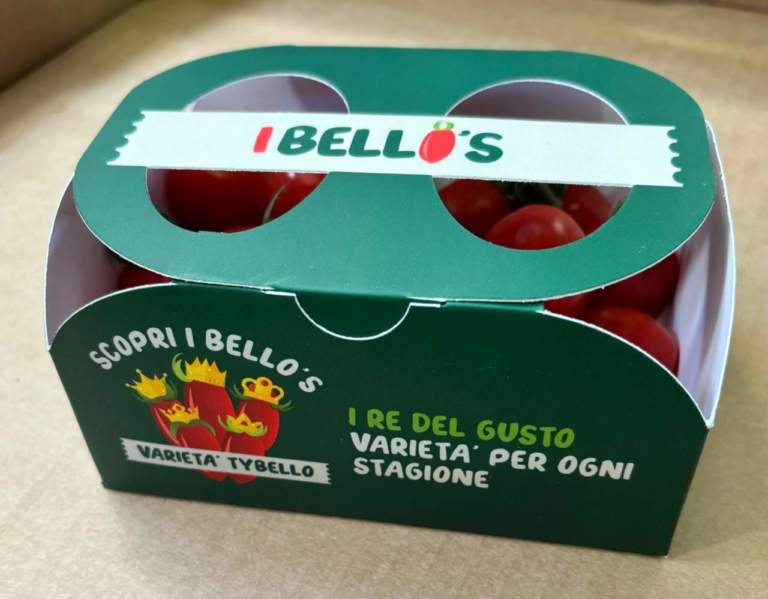 I BELLO'S
SCOPRI I BELLO'S
VARIETA' TYBELLO
I RE DEL GUSTO
VARIETA' PER OGNI
STAGIONE